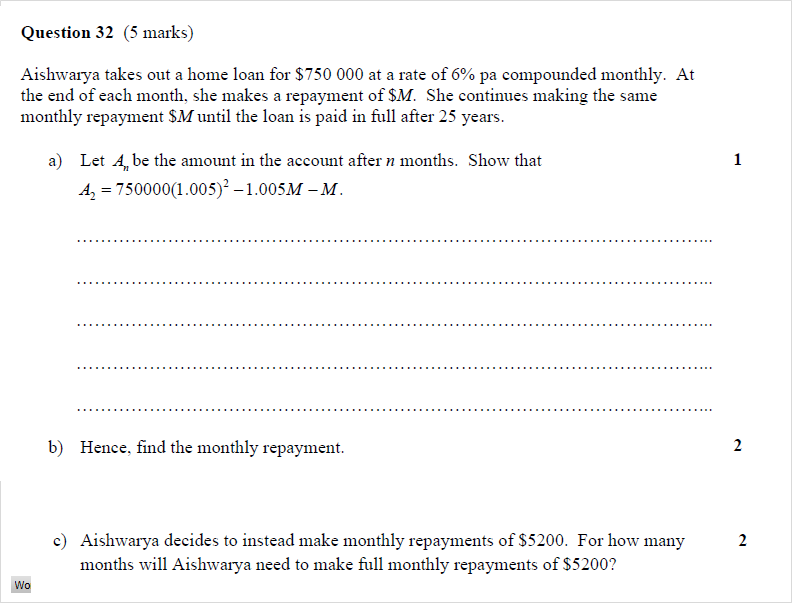 Question 32 (5 marks)
Aishwarya takes out a home loan for $750 000 at a rate of 6% pa compounded monthly. At
the end of each month, she makes a repayment of $M. She continues making the same
monthly repayment $M until the loan is paid in full after 25 years.
a) Let Aₙ be the amount in the account after n months. Show that 1
A₂ = 750000(1.005)² – 1.005M – M.
b) Hence, find the monthly repayment. 2
c) Aishwarya decides to instead make monthly repayments of $5200. For how many 2
months will Aishwarya need to make full monthly repayments of $5200?
Wo